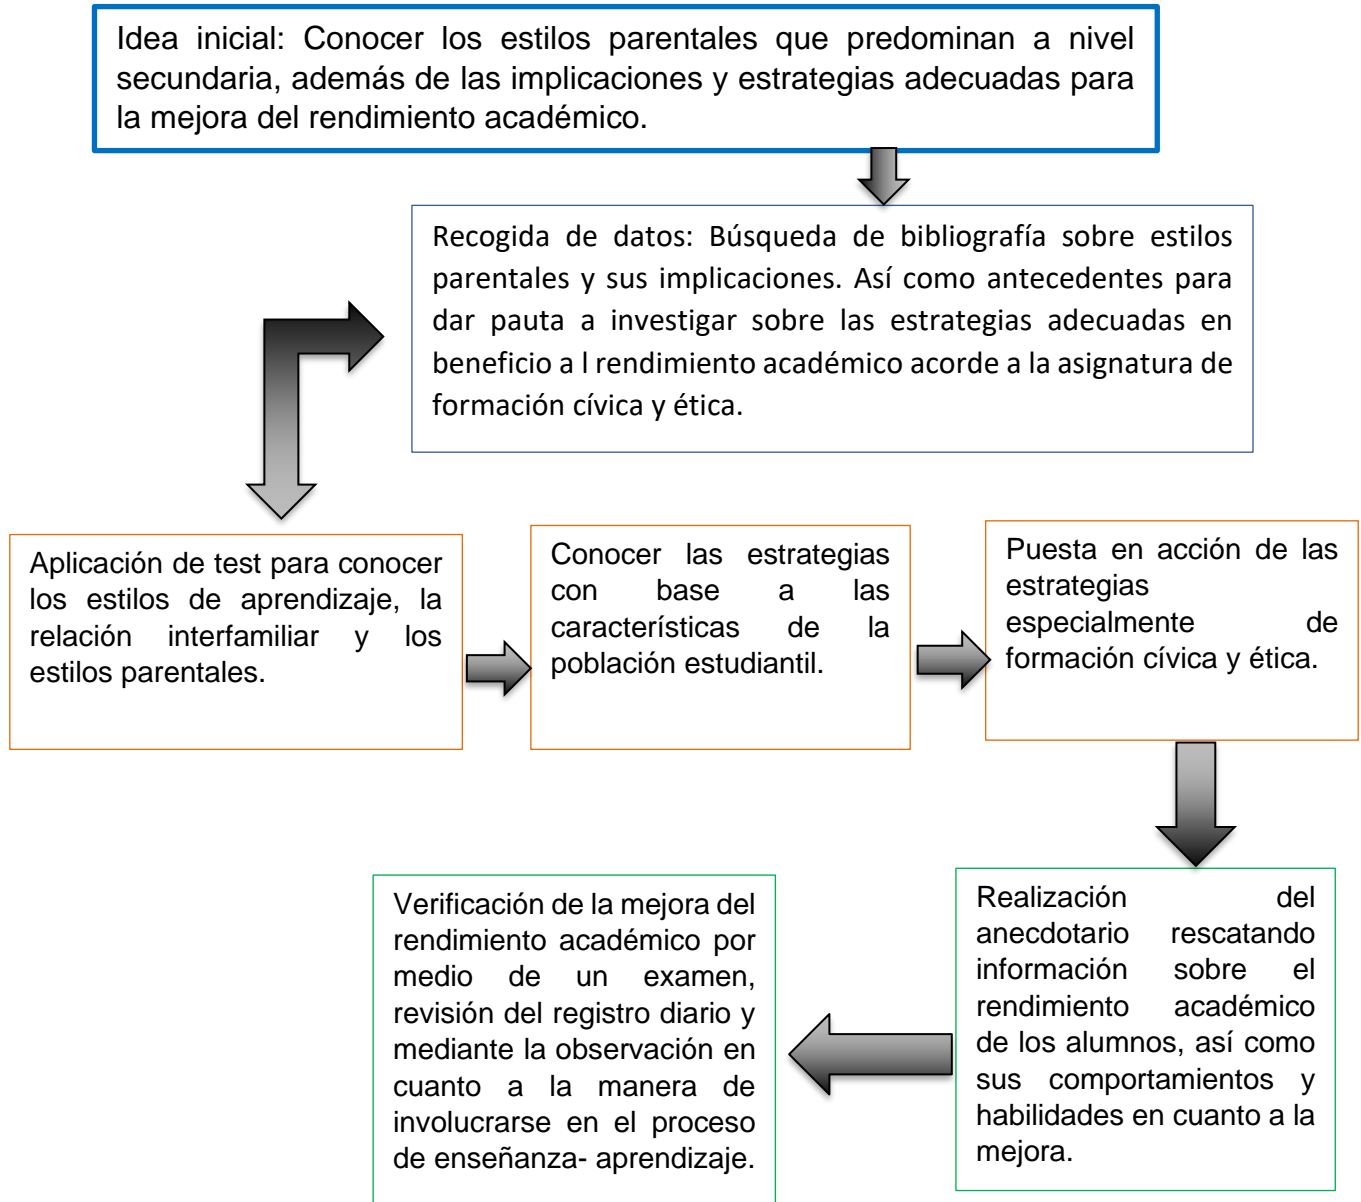 Idea inicial: Conocer los estilos parentales que predominan a nivel
secundaria, además de las implicaciones y estrategias adecuadas para
la mejora del rendimiento académico.
Recogida de datos: Búsqueda de bibliografía sobre estilos
parentales y sus implicaciones. Así como antecedentes para
dar pauta a investigar sobre las estrategias adecuadas en
beneficio a l rendimiento académico acorde a la asignatura de
formación cívica y ética.
Aplicación de test para conocer
los estilos de aprendizaje, la
relación interfamiliar y los
estilos parentales.
Conocer las estrategias
con base a las
características de la
población estudiantil.
Puesta en acción de las
estrategias
especialmente de
formación cívica y ética.
Realización del
anecdotario rescatando
información sobre el
rendimiento académico
de los alumnos, así como
sus comportamientos y
habilidades en cuanto a la
mejora.
Verificación de la mejora del
rendimiento académico por
medio de un examen,
revisión del registro diario y
mediante la observación en
cuanto a la manera de
involucrarse en el proceso
de enseñanza- aprendizaje.